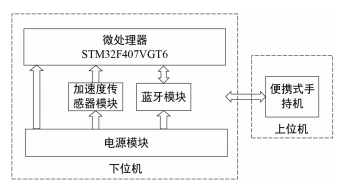 微处理器
STM32F407VGT6
加速度传
感器模块
蓝牙模块
电源模块
下位机
便携式手
持机
上位机